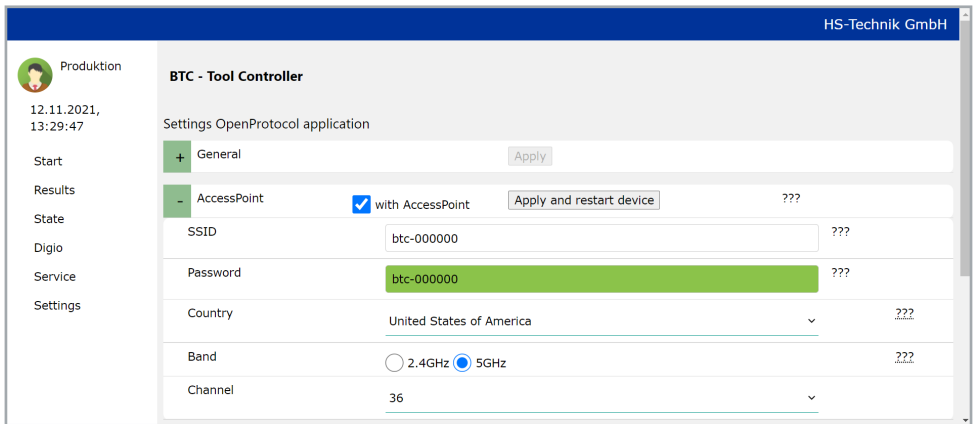 HS-Technik GmbH
Produktion
12.11.2021,
13:29:47
Start
Results
State
Digio
Service
Settings
BTC - Tool Controller
Settings OpenProtocol application
+ General Apply
- AccessPoint with AccessPoint Apply and restart device ???
SSID btc-000000 ???
Password btc-000000 ???
Country United States of America ???
Band 2.4GHz 5GHz ???
Channel 36